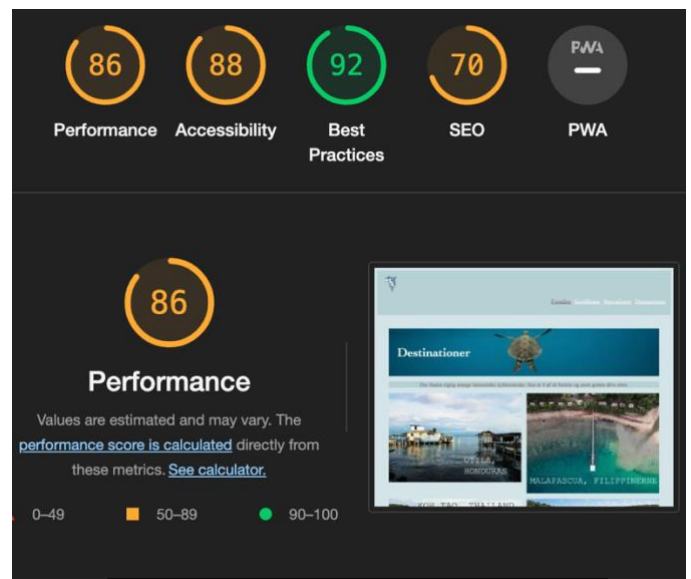 86
88
92
70
PWA
Performance
Accessibility
Best
Practices
SEO
PWA
86
Performance
Values are estimated and may vary. The
performance score is calculated directly from
these metrics. See calculator.
0–49
50–89
90–100
Destinationer
UTILA,
HONDURAS
MALAPASCUA, FILIPPINERNE
KOH TAO, THAILAND